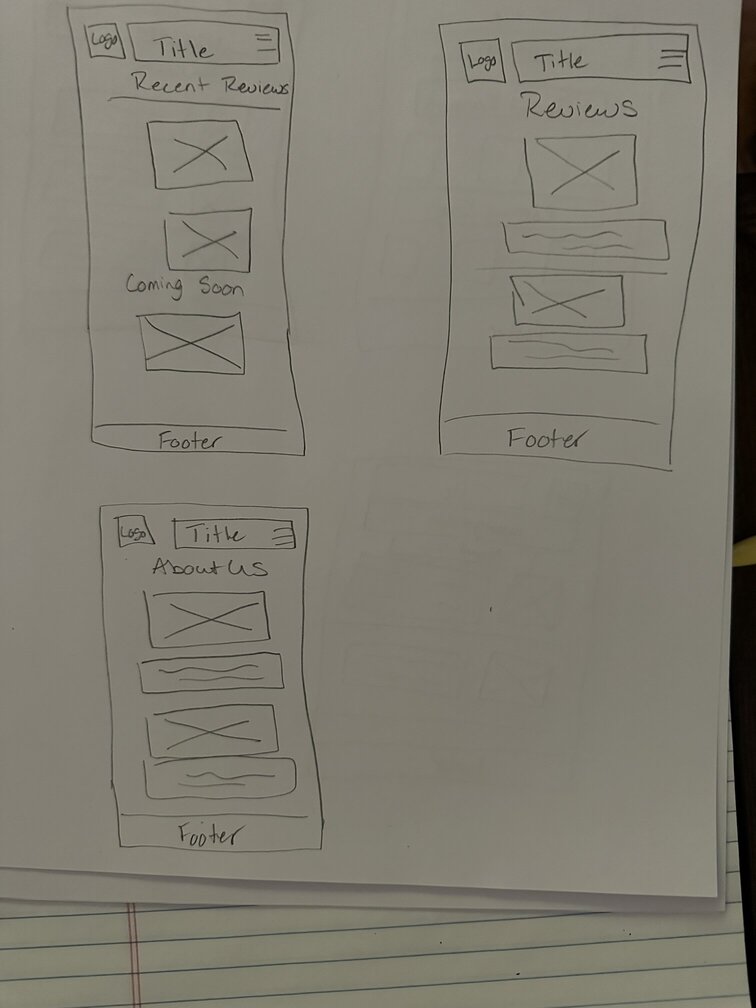 Logo
Title
Recent Reviews
Coming Soon
Footer
Logo
Title
Reviews
Footer
Logo
Title
About Us
Footer